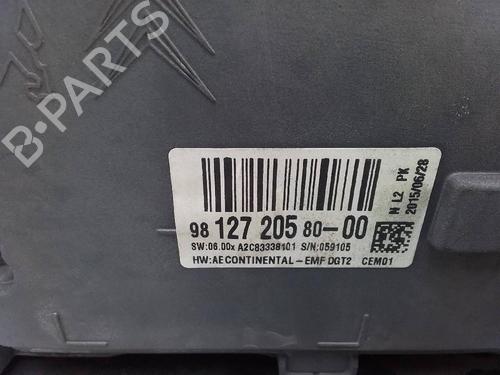 B-PARTS
98 127 205 80-00
SW:06.00x A2C83338101 S/N:059105
HW:AE CONTINENTAL-EMF DGT2 CEM01
N L2 PK
2015/06/28